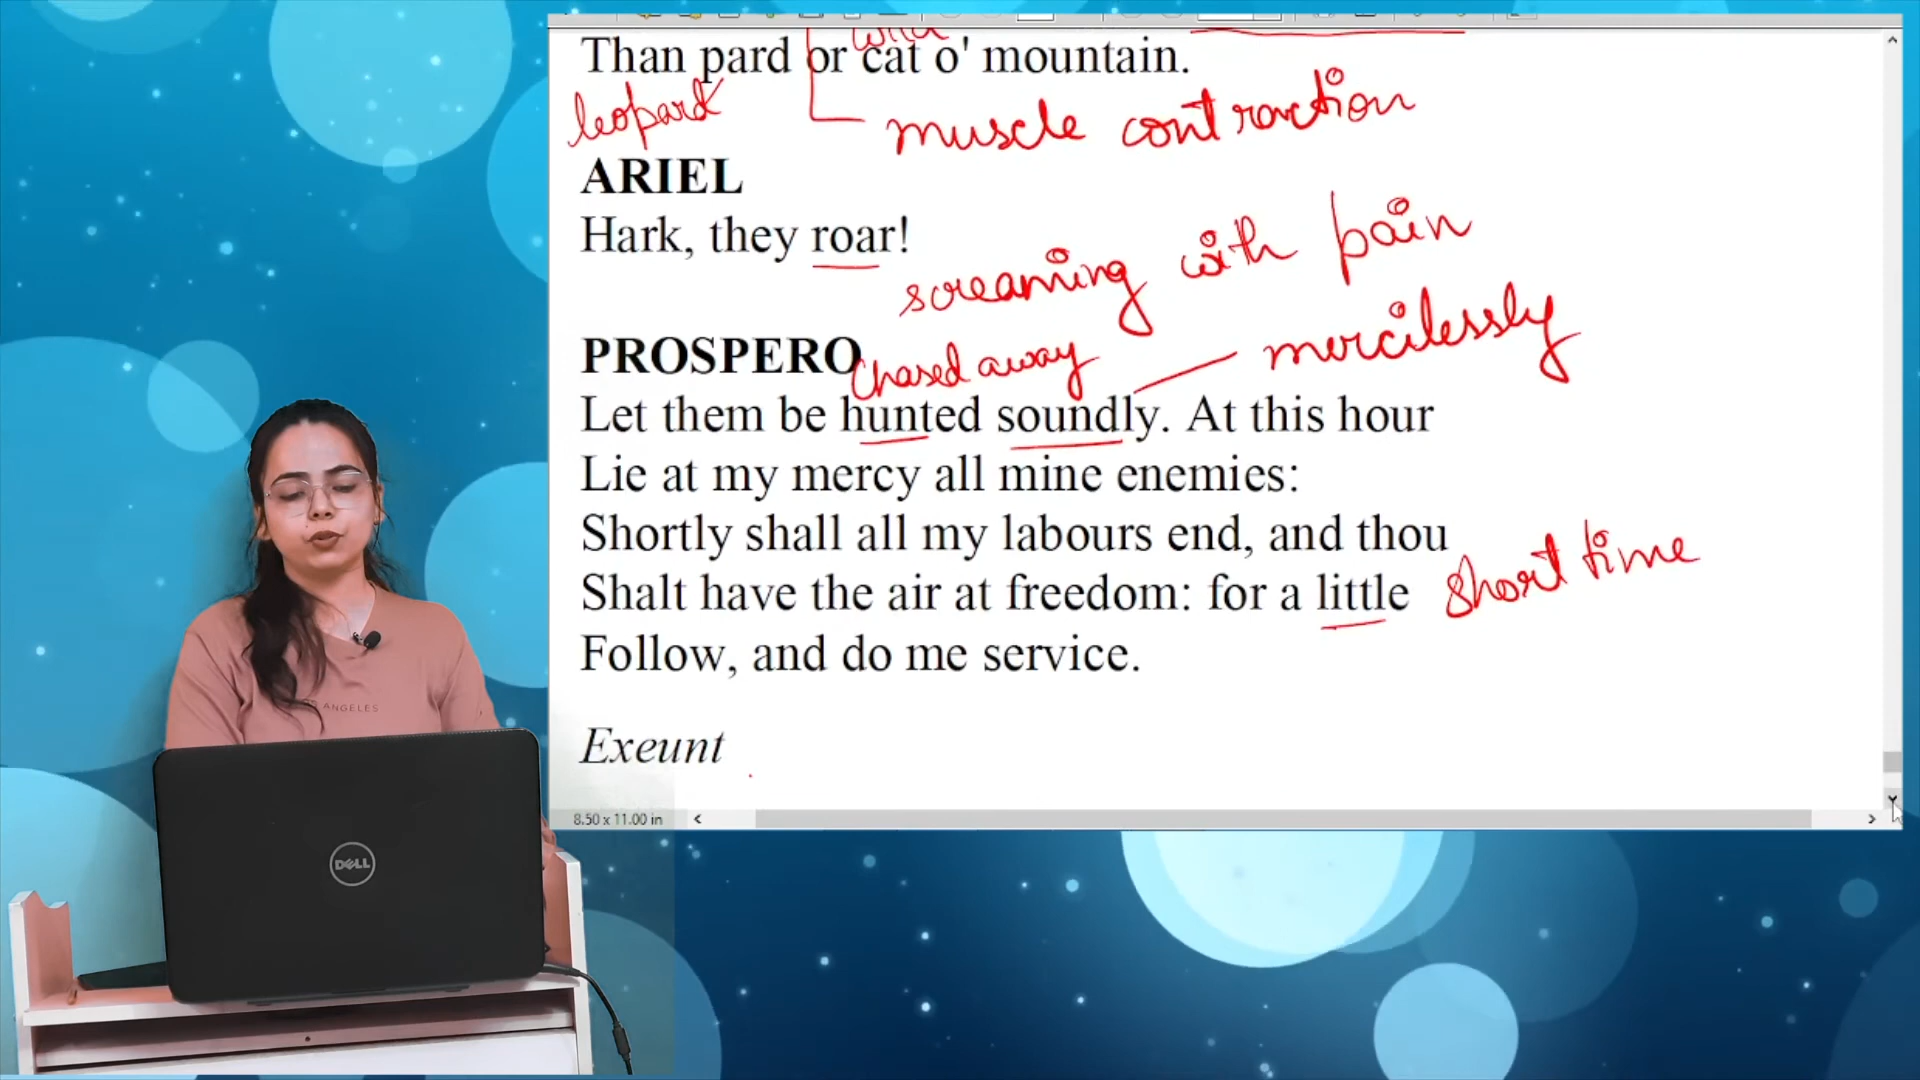 wild
Than pard or cat o' mountain.
leopard
muscle contraction
ARIEL
Hark, they roar!
screaming with pain
PROSPERO
Chased away
mercilessly
Let them be hunted soundly. At this hour
Lie at my mercy all mine enemies:
Shortly shall all my labours end, and thou
Shalt have the air at freedom: for a little
short time
Follow, and do me service.
Exeunt
8.50 x 11.00 in
ANGELES
DELL